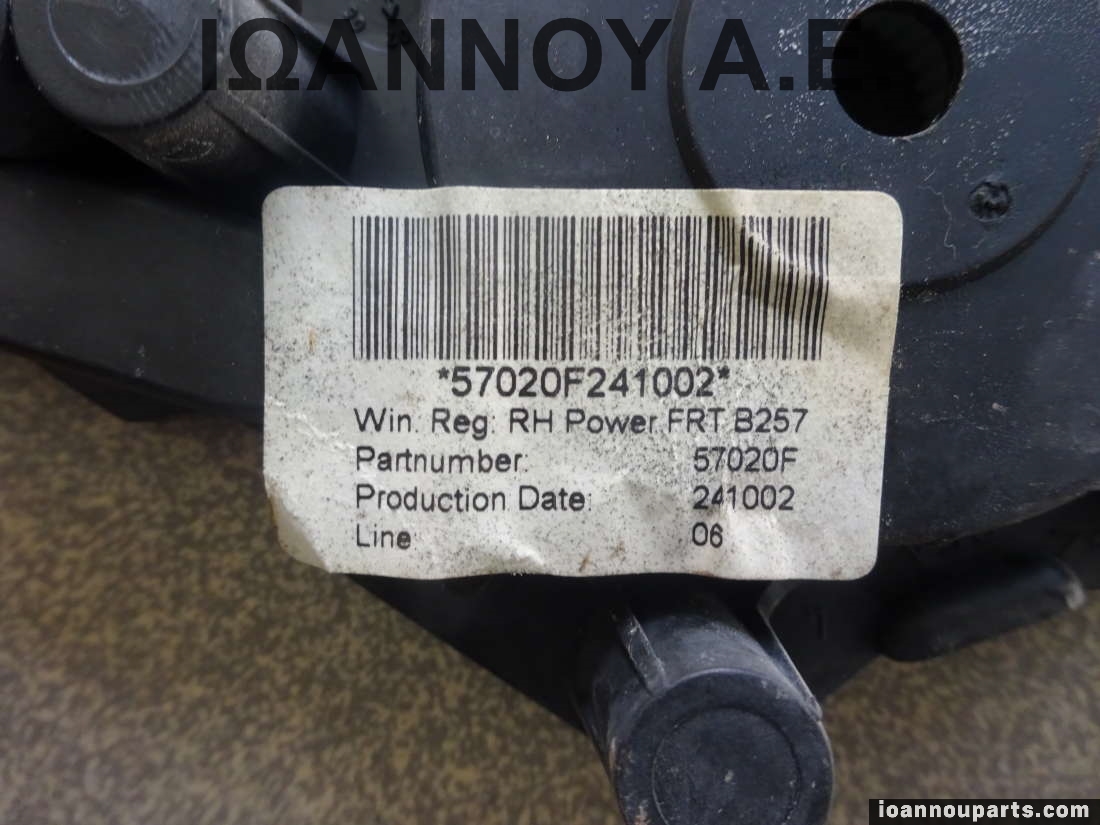 ΙΩΑΝΝΟΥ Α.Ε.
*57020F241002*
Win. Reg: RH Power FRT B257
Partnumber: 57020F
Production Date: 241002
Line 06
ioannouparts.com